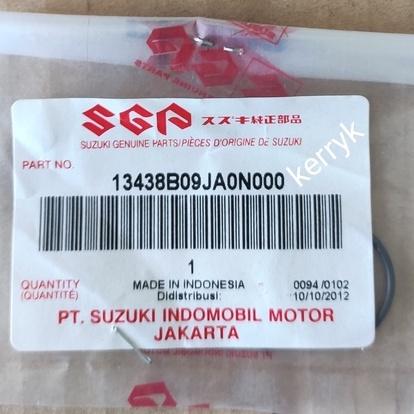 SGP スズキ純正部品
SUZUKI GENUINE PARTS/PIÈCES D'ORIGINE DE SUZUKI
kerryk
PART NO. 13438B09JA0N000
QUANTITY 1 MADE IN INDONESIA 0094/0102
(QUANTITÉ) Didistribusi: 10/10/2012
PT. SUZUKI INDOMOBIL MOTOR
JAKARTA